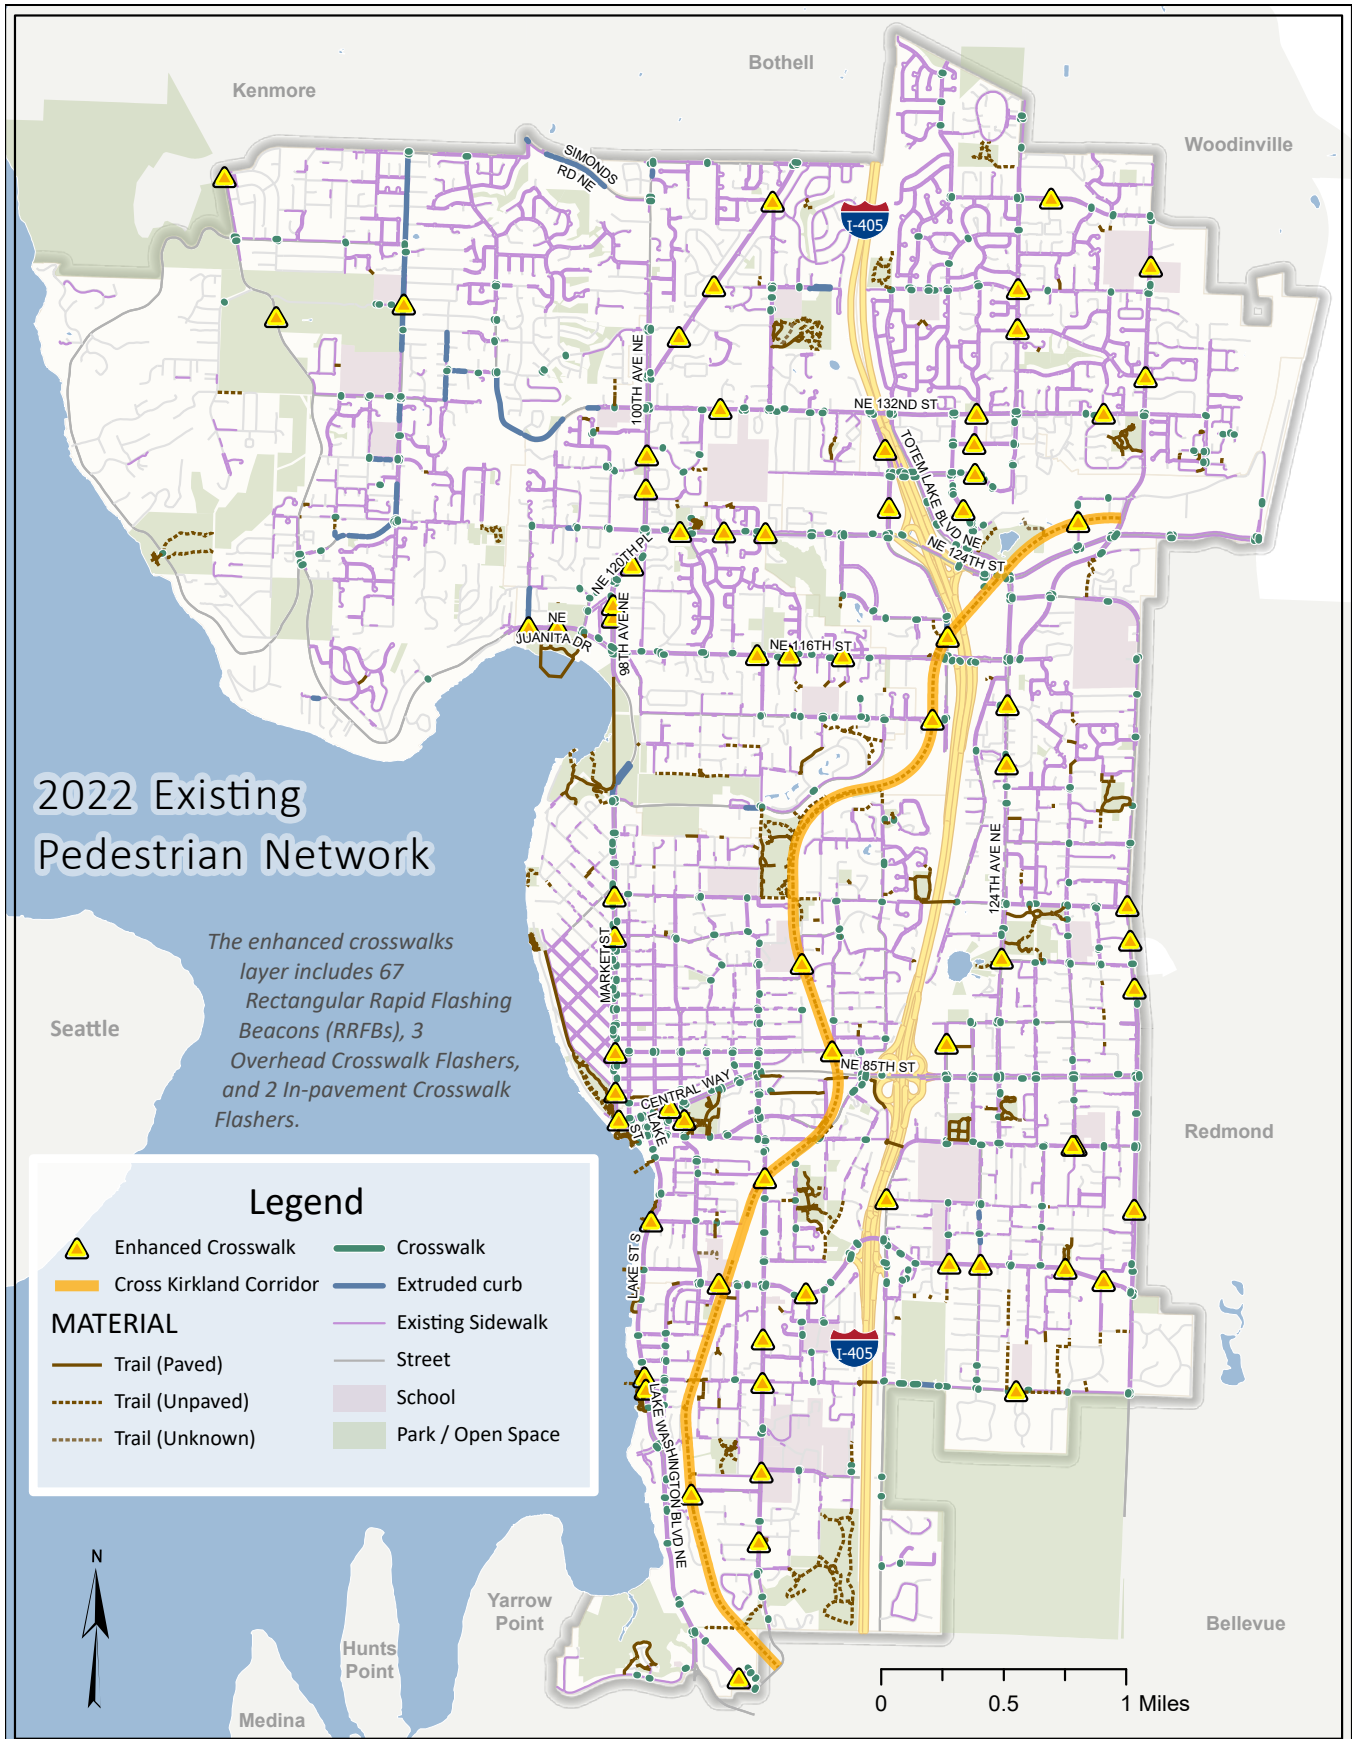 Bothell
Kenmore
Woodinville
SIMONDS
RD NE
I-405
100TH AVE NE
NE 132ND ST
TOTEM LAKE BLVD NE
NE 124TH ST
NE 120TH PL
NE
JUANITA DR
98TH AVE NE
NE 116TH ST
2022 Existing
Pedestrian Network
124TH AVE NE
The enhanced crosswalks
layer includes 67
Rectangular Rapid Flashing
Beacons (RRFBs), 3
Overhead Crosswalk Flashers,
and 2 In-pavement Crosswalk
Flashers.
MARKET ST
Seattle
NE 85TH ST
CENTRAL WAY
LAKE
ST
Redmond
Legend
Enhanced Crosswalk
Cross Kirkland Corridor
MATERIAL
Trail (Paved)
Trail (Unpaved)
Trail (Unknown)
Crosswalk
Extruded curb
Existing Sidewalk
Street
School
Park / Open Space
LAKE ST S
I-405
LAKE WASHINGTON BLVD NE
N
Yarrow
Point
Hunts
Point
Medina
Bellevue
0 0.5 1 Miles